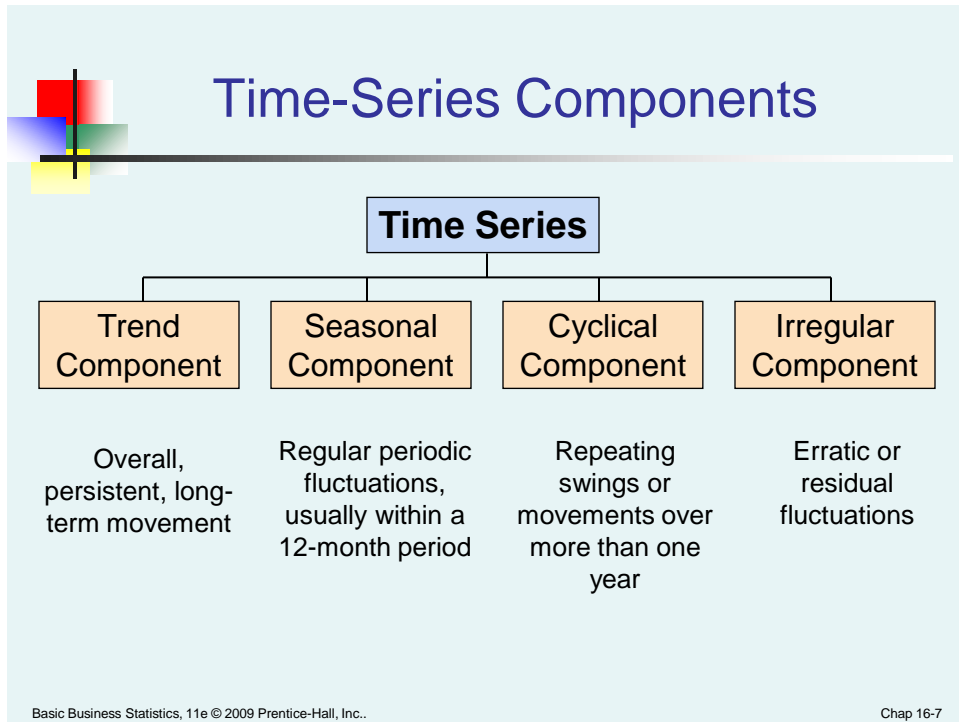 Time-Series Components
Time Series
Trend
Component
Seasonal
Component
Cyclical
Component
Irregular
Component
Overall,
persistent, long-
term movement
Regular periodic
fluctuations,
usually within a
12-month period
Repeating
swings or
movements over
more than one
year
Erratic or
residual
fluctuations
Basic Business Statistics, 11e © 2009 Prentice-Hall, Inc..
Chap 16-7